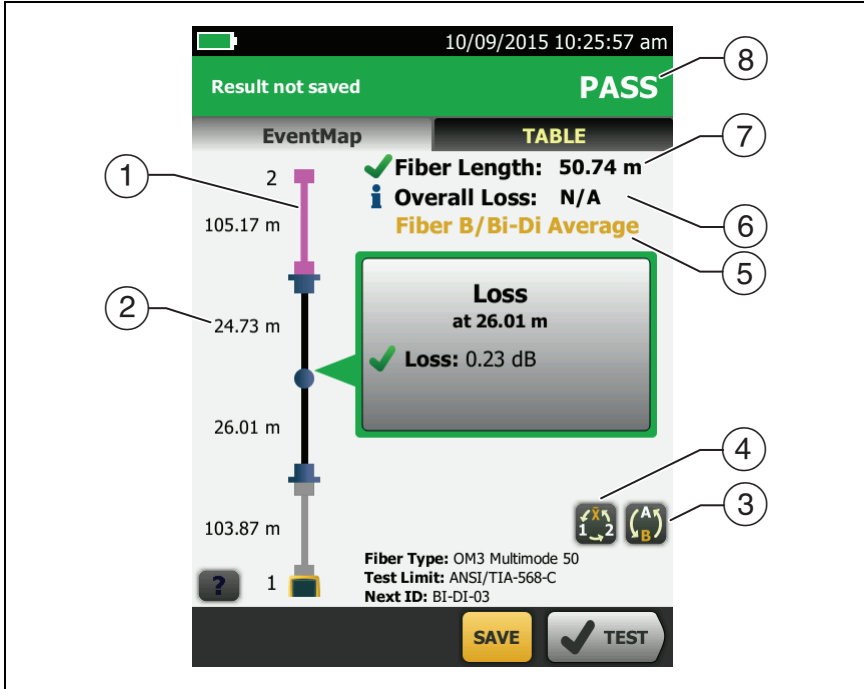 10/09/2015 10:25:57 am
8
Result not saved
PASS
EventMap
TABLE
7
1
2
Fiber Length: 50.74 m
i Overall Loss: N/A
6
105.17 m
Fiber B/Bi-Di Average
5
Loss
2
24.73 m
at 26.01 m
Loss: 0.23 dB
26.01 m
4
1 X̄ 2
A B
3
103.87 m
Fiber Type: OM3 Multimode 50
Test Limit: ANSI/TIA-568-C
? 1
Next ID: BI-DI-03
SAVE
TEST